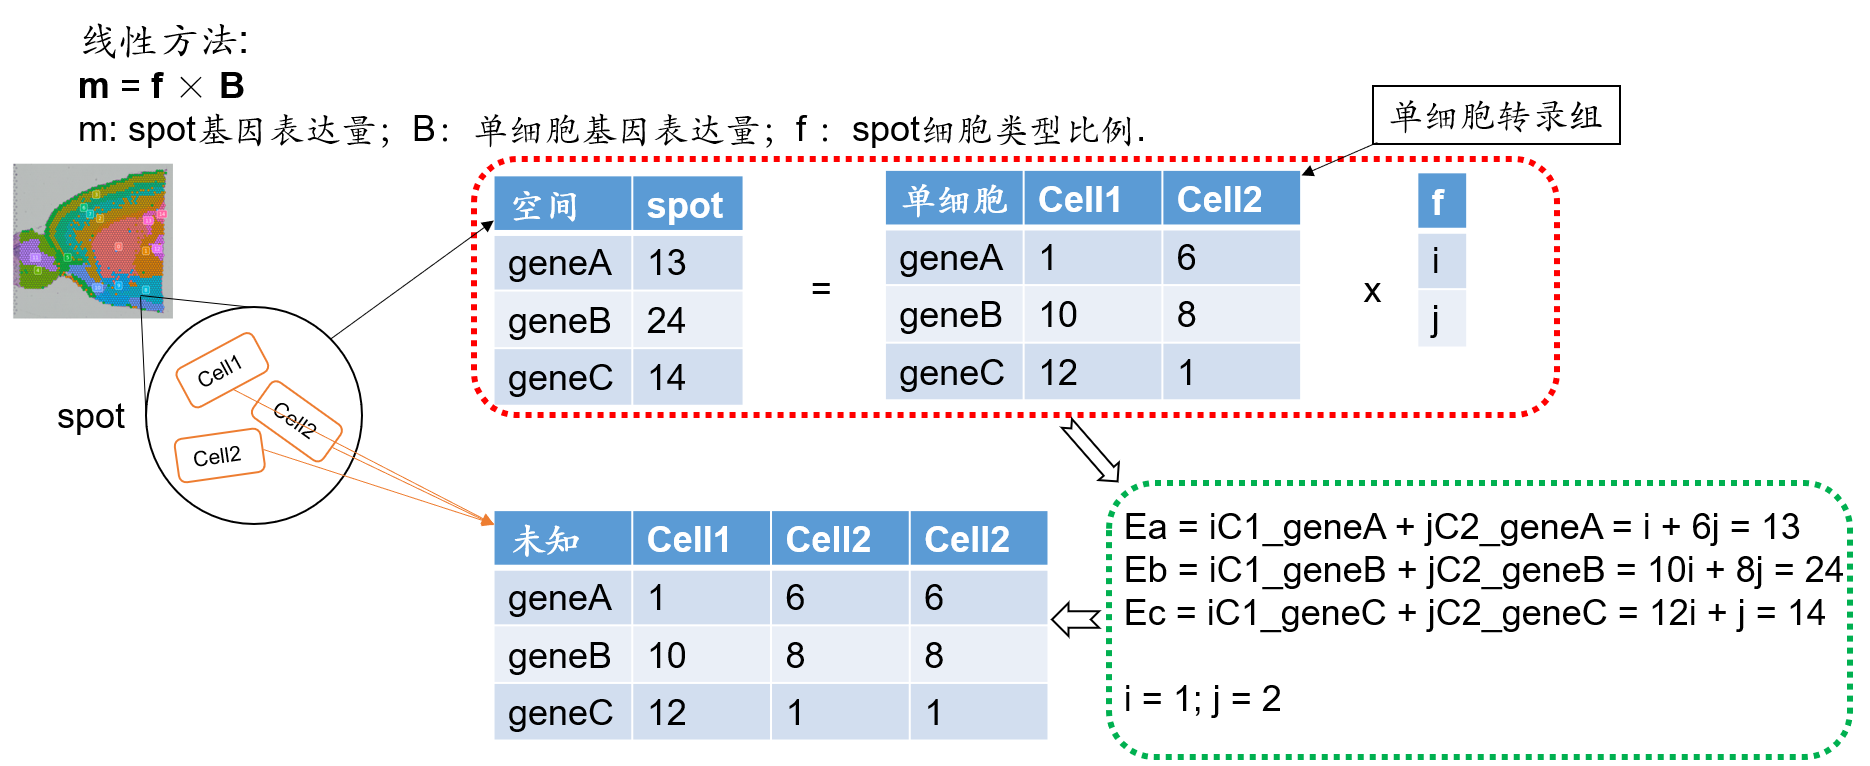 线性方法:
m = f × B
m: spot基因表达量；B：单细胞基因表达量；f ：spot细胞类型比例.
单细胞转录组
空间 spot
geneA 13
geneB 24
geneC 14
=
单细胞 Cell1 Cell2
geneA 1 6
geneB 10 8
geneC 12 1
x
f
i
j
spot
Cell1
Cell2
Cell2
未知 Cell1 Cell2 Cell2
geneA 1 6 6
geneB 10 8 8
geneC 12 1 1
Ea = iC1_geneA + jC2_geneA = i + 6j = 13
Eb = iC1_geneB + jC2_geneB = 10i + 8j = 24
Ec = iC1_geneC + jC2_geneC = 12i + j = 14
i = 1; j = 2